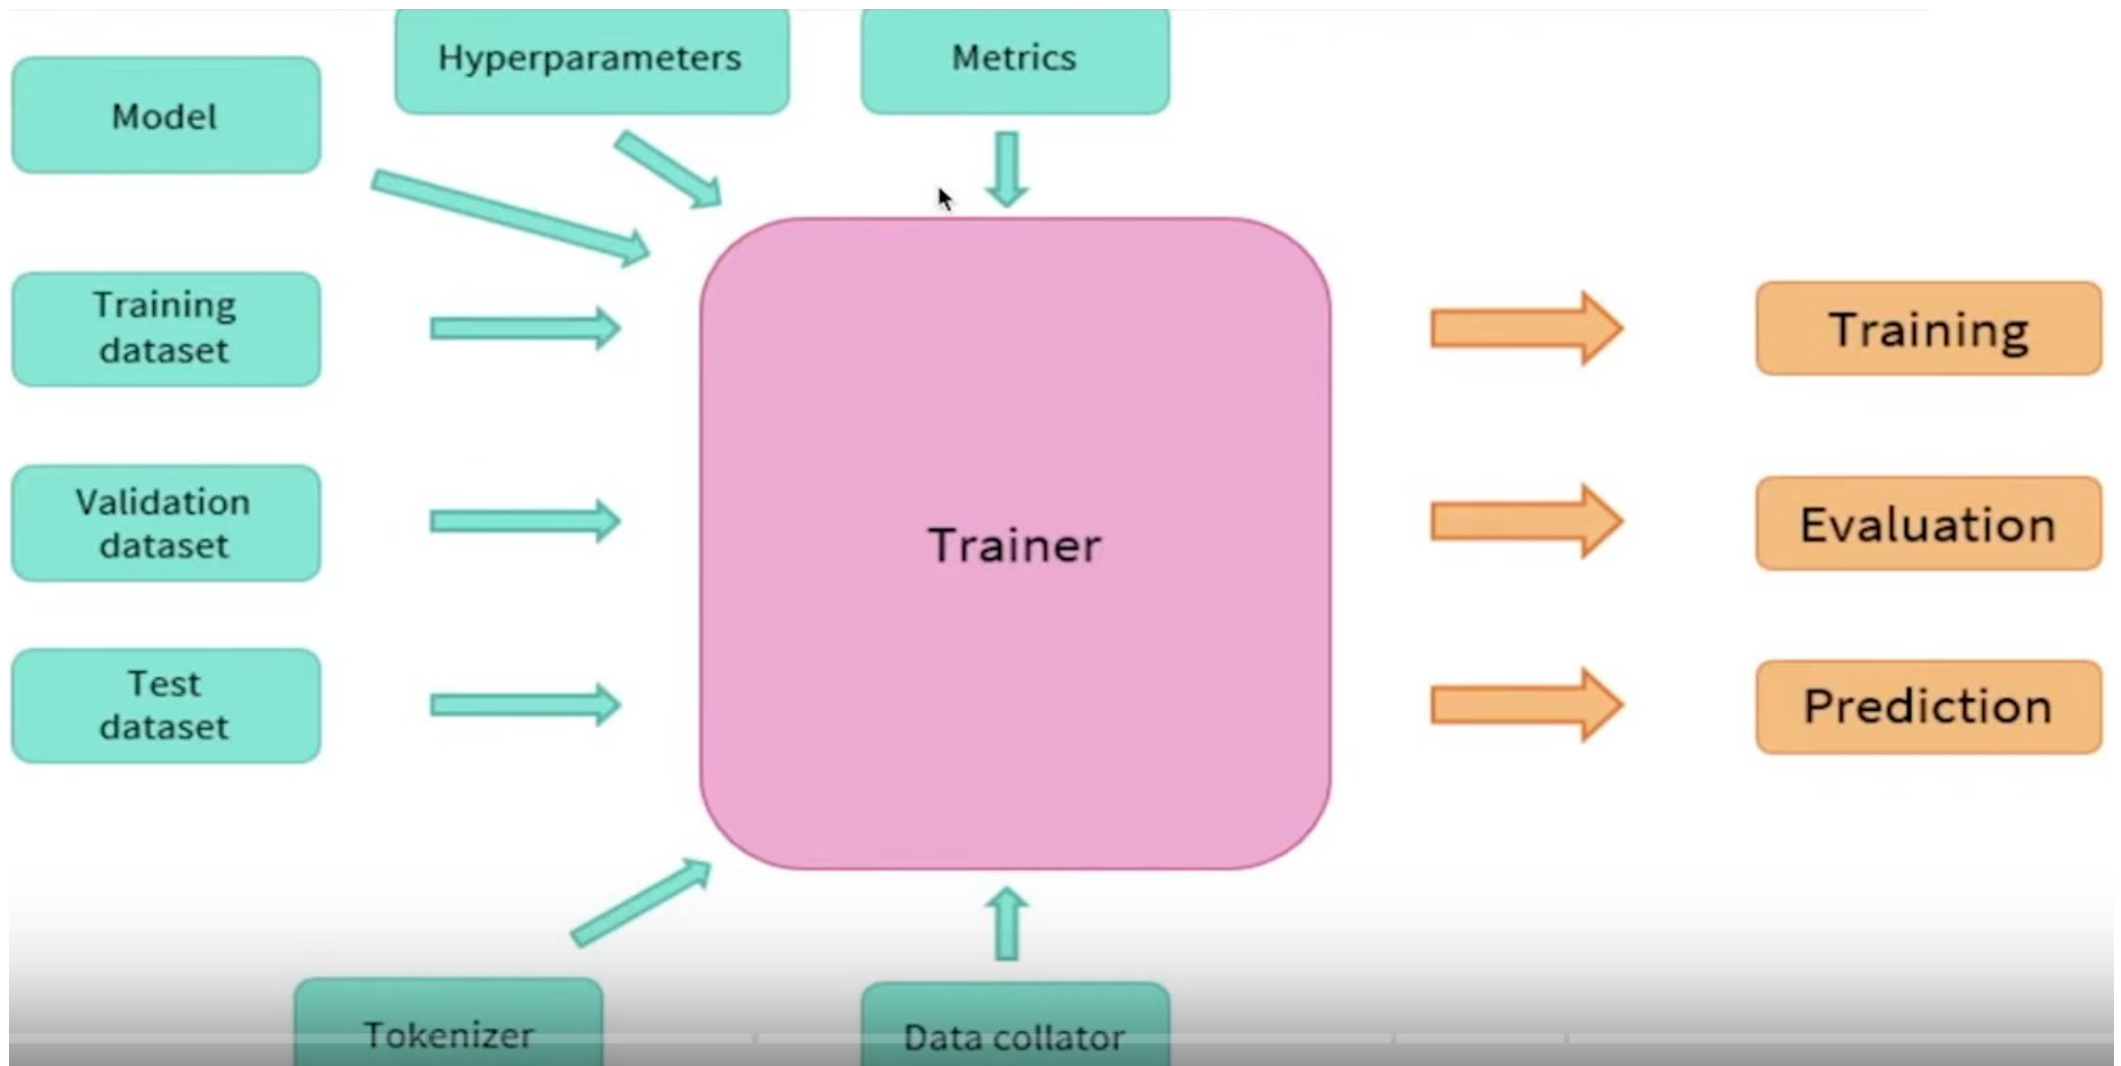 Hyperparameters
Metrics
Model
Training
dataset
Training
Validation
dataset
Trainer
Evaluation
Test
dataset
Prediction
Tokenizer
Data collator